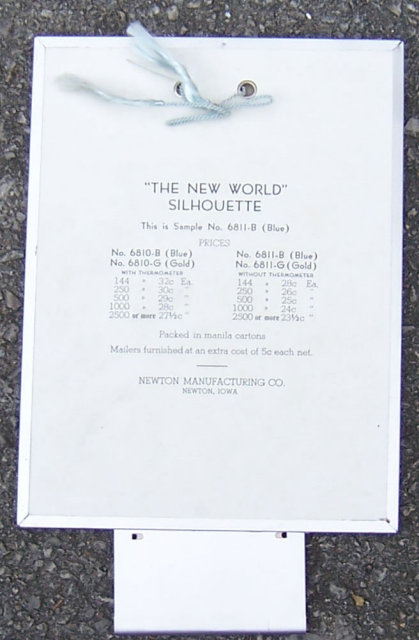 "THE NEW WORLD"
SILHOUETTE
This is Sample No. 6811-B (Blue)
PRICES
No. 6810-B (Blue) No. 6811-B (Blue)
No. 6810-G (Gold) No. 6811-G (Gold)
WITH THERMOMETER WITHOUT THERMOMETER
144 " 32c Ea. 144 " 28c Ea.
250 " 30c " 250 " 26c "
500 " 29c " 500 " 25c "
1000 " 28c " 1000 " 24c "
2500 or more 27½c " 2500 or more 23½c "
Packed in manila cartons
Mailers furnished at an extra cost of 5c each net.
NEWTON MANUFACTURING CO.
NEWTON, IOWA